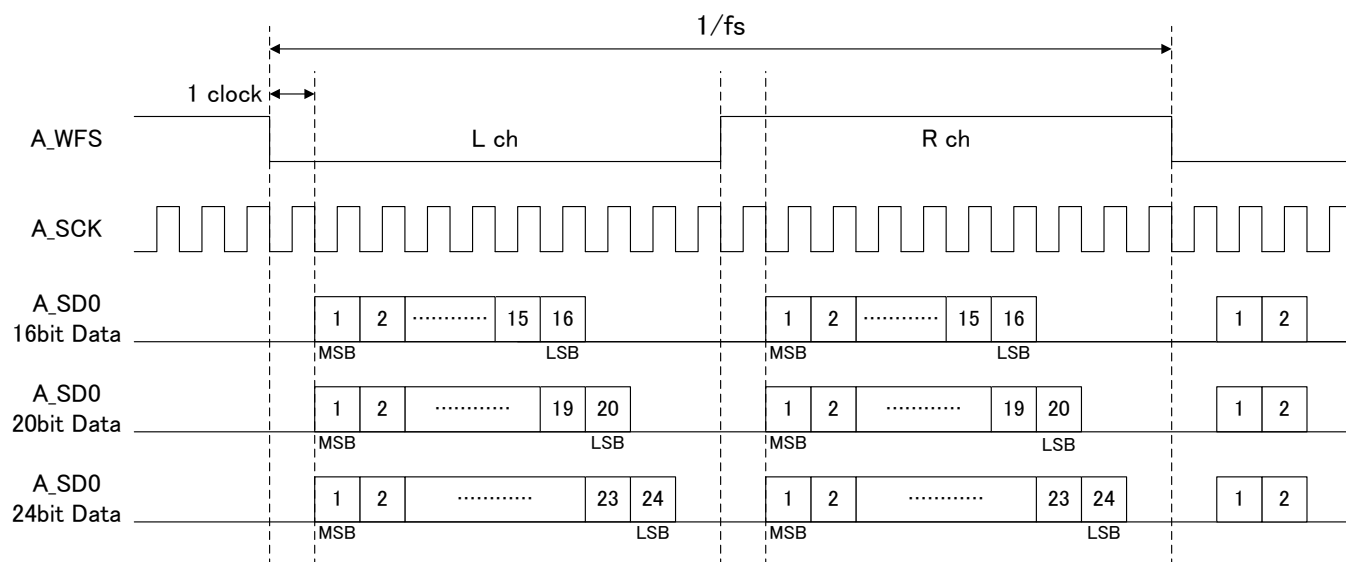 1/fs
1 clock
A_WFS
L ch
R ch
A_SCK
A_SD0
16bit Data
1 2 ············ 15 16
1 2 ············ 15 16
1 2
MSB LSB
MSB LSB
A_SD0
20bit Data
1 2 ············ 19 20
1 2 ············ 19 20
1 2
MSB LSB
MSB LSB
A_SD0
24bit Data
1 2 ············ 23 24
1 2 ············ 23 24
1 2
MSB LSB
MSB LSB